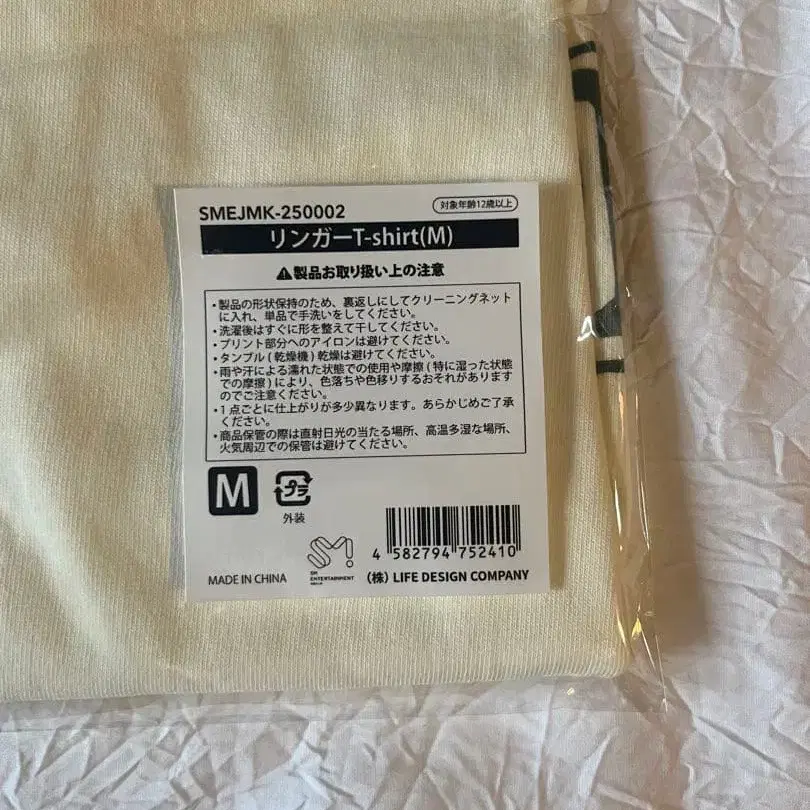 SMEJMK-250002
対象年齢12歳以上
リンガーT-shirt(M)
⚠製品お取り扱い上の注意
・製品の形状保持のため、裏返しにしてクリーニングネット
に入れ、単品で手洗いをしてください。
・洗濯後はすぐに形を整えて干してください。
・プリント部分へのアイロンは避けてください。
・タンブル(乾燥機)乾燥は避けてください。
・雨や汗による濡れた状態での使用や摩擦(特に湿った状態
での摩擦)により、色落ちや色移りするおそれがあります
のでご注意ください。
・1点ごとに仕上がりが多少異なります。あらかじめご了承
ください。
・商品保管の際は直射日光の当たる場所、高温多湿な場所、
火気周辺での保管は避けてください。
M
プラ
外装
4 582794 752410
MADE IN CHINA
SM!
SM
ENTERTAINMENT
(株) LIFE DESIGN COMPANY